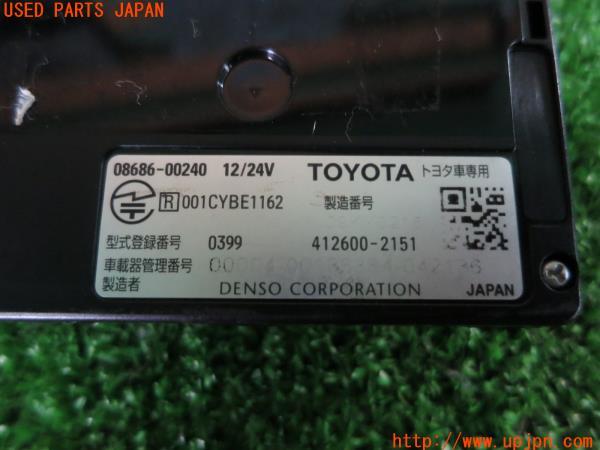 USED PARTS JAPAN
08686-00240 12/24V TOYOTA トヨタ車専用
R 001CYBE1162 製造番号
型式登録番号 0399 412600-2151
車載器管理番号
製造者 DENSO CORPORATION JAPAN
http://www.upjpn.com